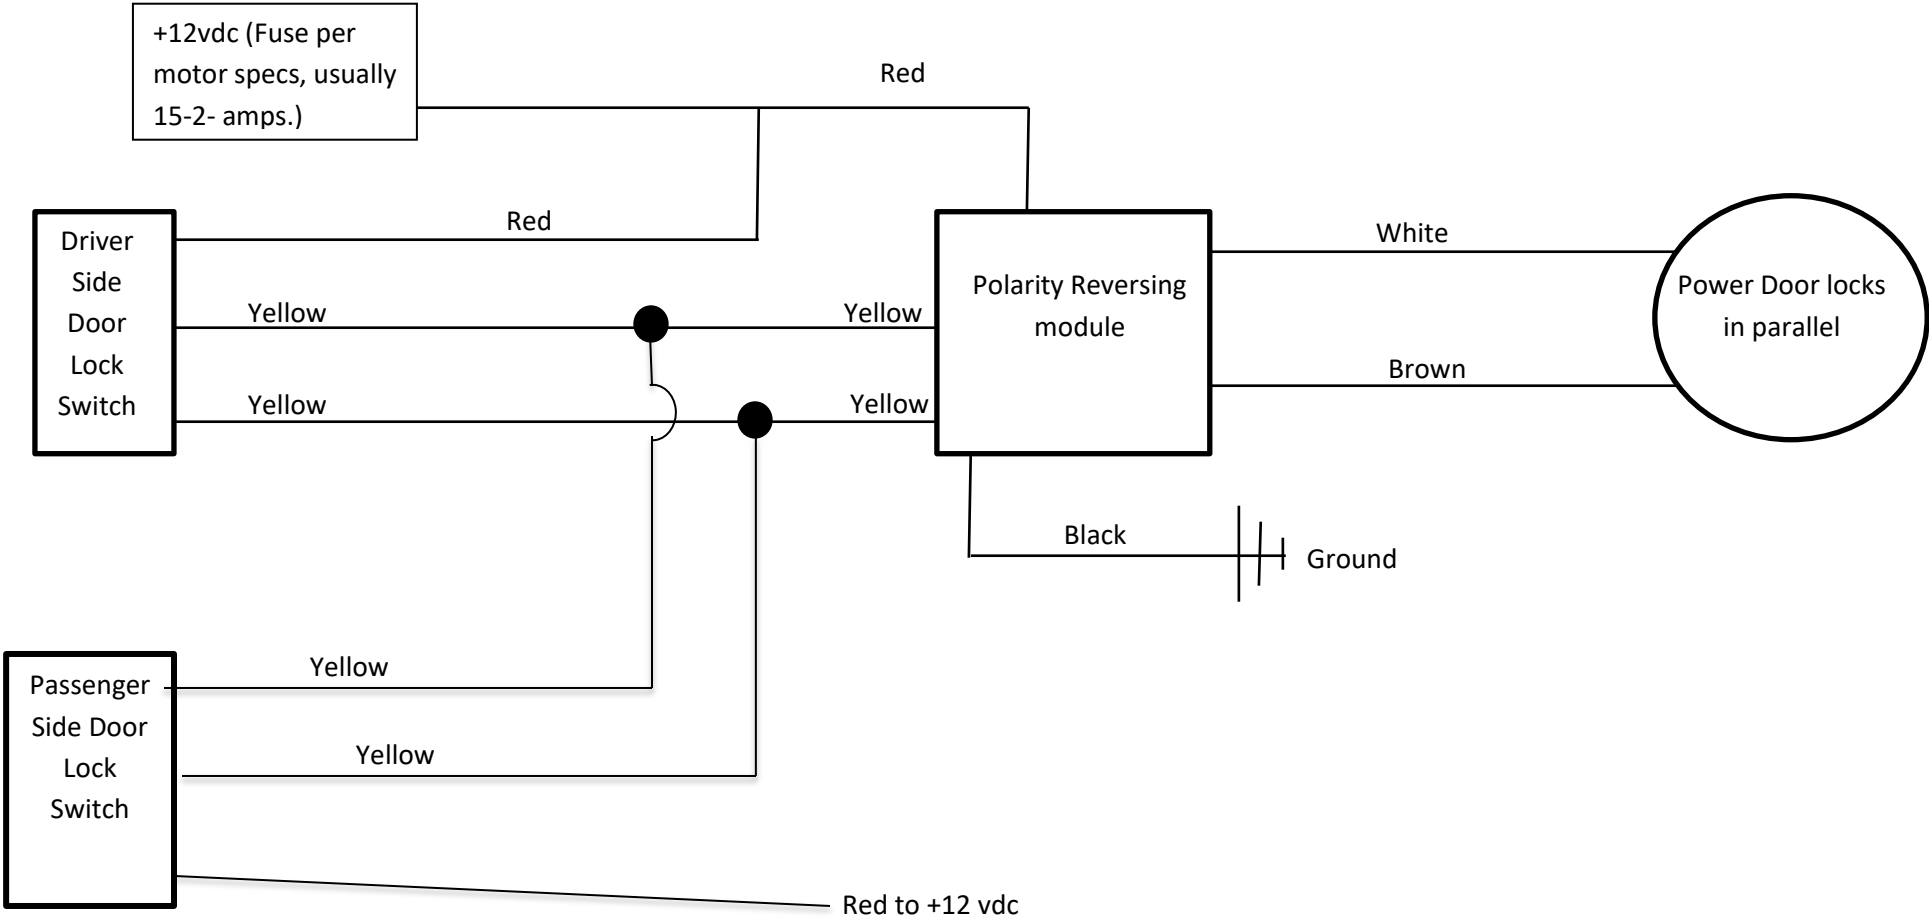 +12vdc (Fuse per
motor specs, usually
15-2- amps.)
Red
Driver
Side
Door
Lock
Switch
Red
Yellow
Yellow
Yellow
Yellow
Polarity Reversing
module
White
Brown
Power Door locks
in parallel
Black
Ground
Passenger
Side Door
Lock
Switch
Yellow
Yellow
Red to +12 vdc